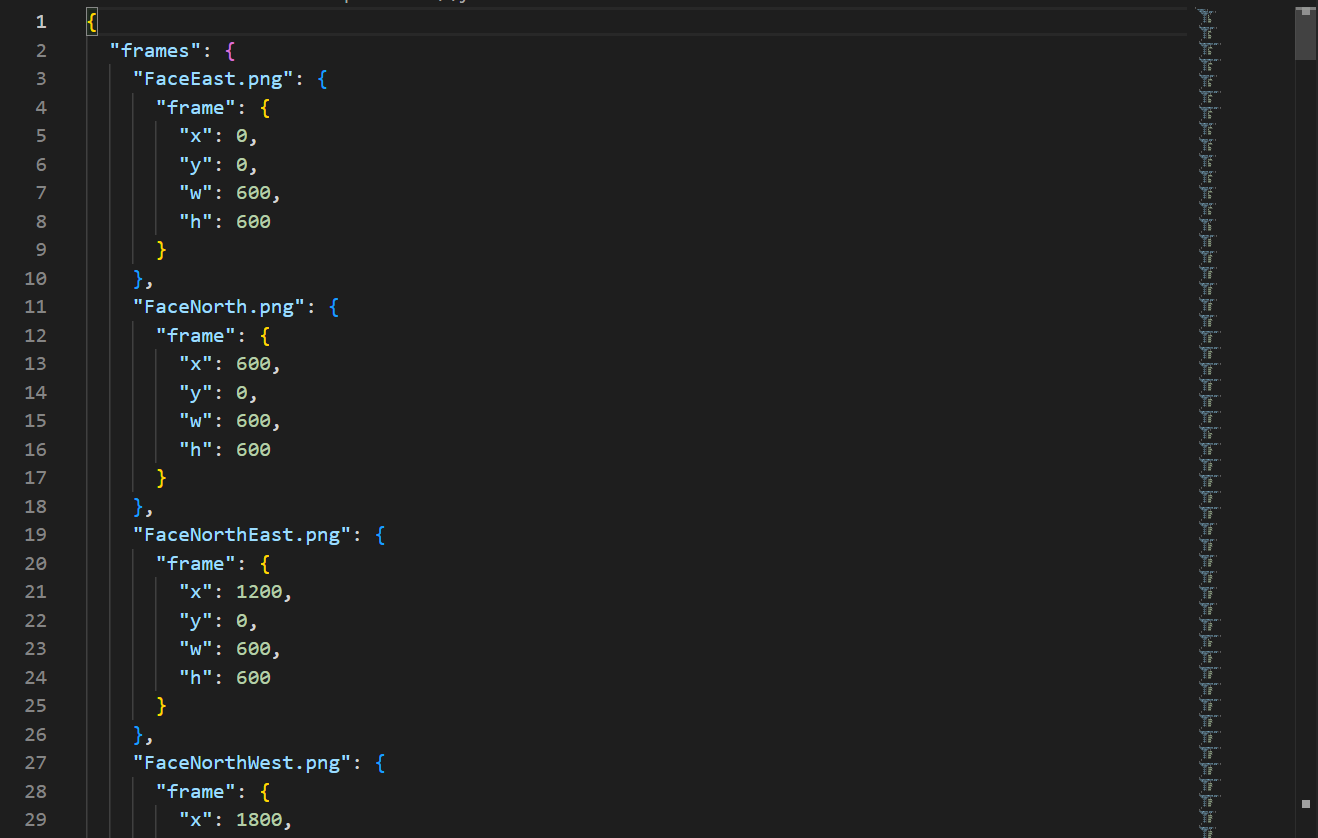 1 {
2 "frames": {
3 "FaceEast.png": {
4 "frame": {
5 "x": 0,
6 "y": 0,
7 "w": 600,
8 "h": 600
9 }
10 },
11 "FaceNorth.png": {
12 "frame": {
13 "x": 600,
14 "y": 0,
15 "w": 600,
16 "h": 600
17 }
18 },
19 "FaceNorthEast.png": {
20 "frame": {
21 "x": 1200,
22 "y": 0,
23 "w": 600,
24 "h": 600
25 }
26 },
27 "FaceNorthWest.png": {
28 "frame": {
29 "x": 1800,